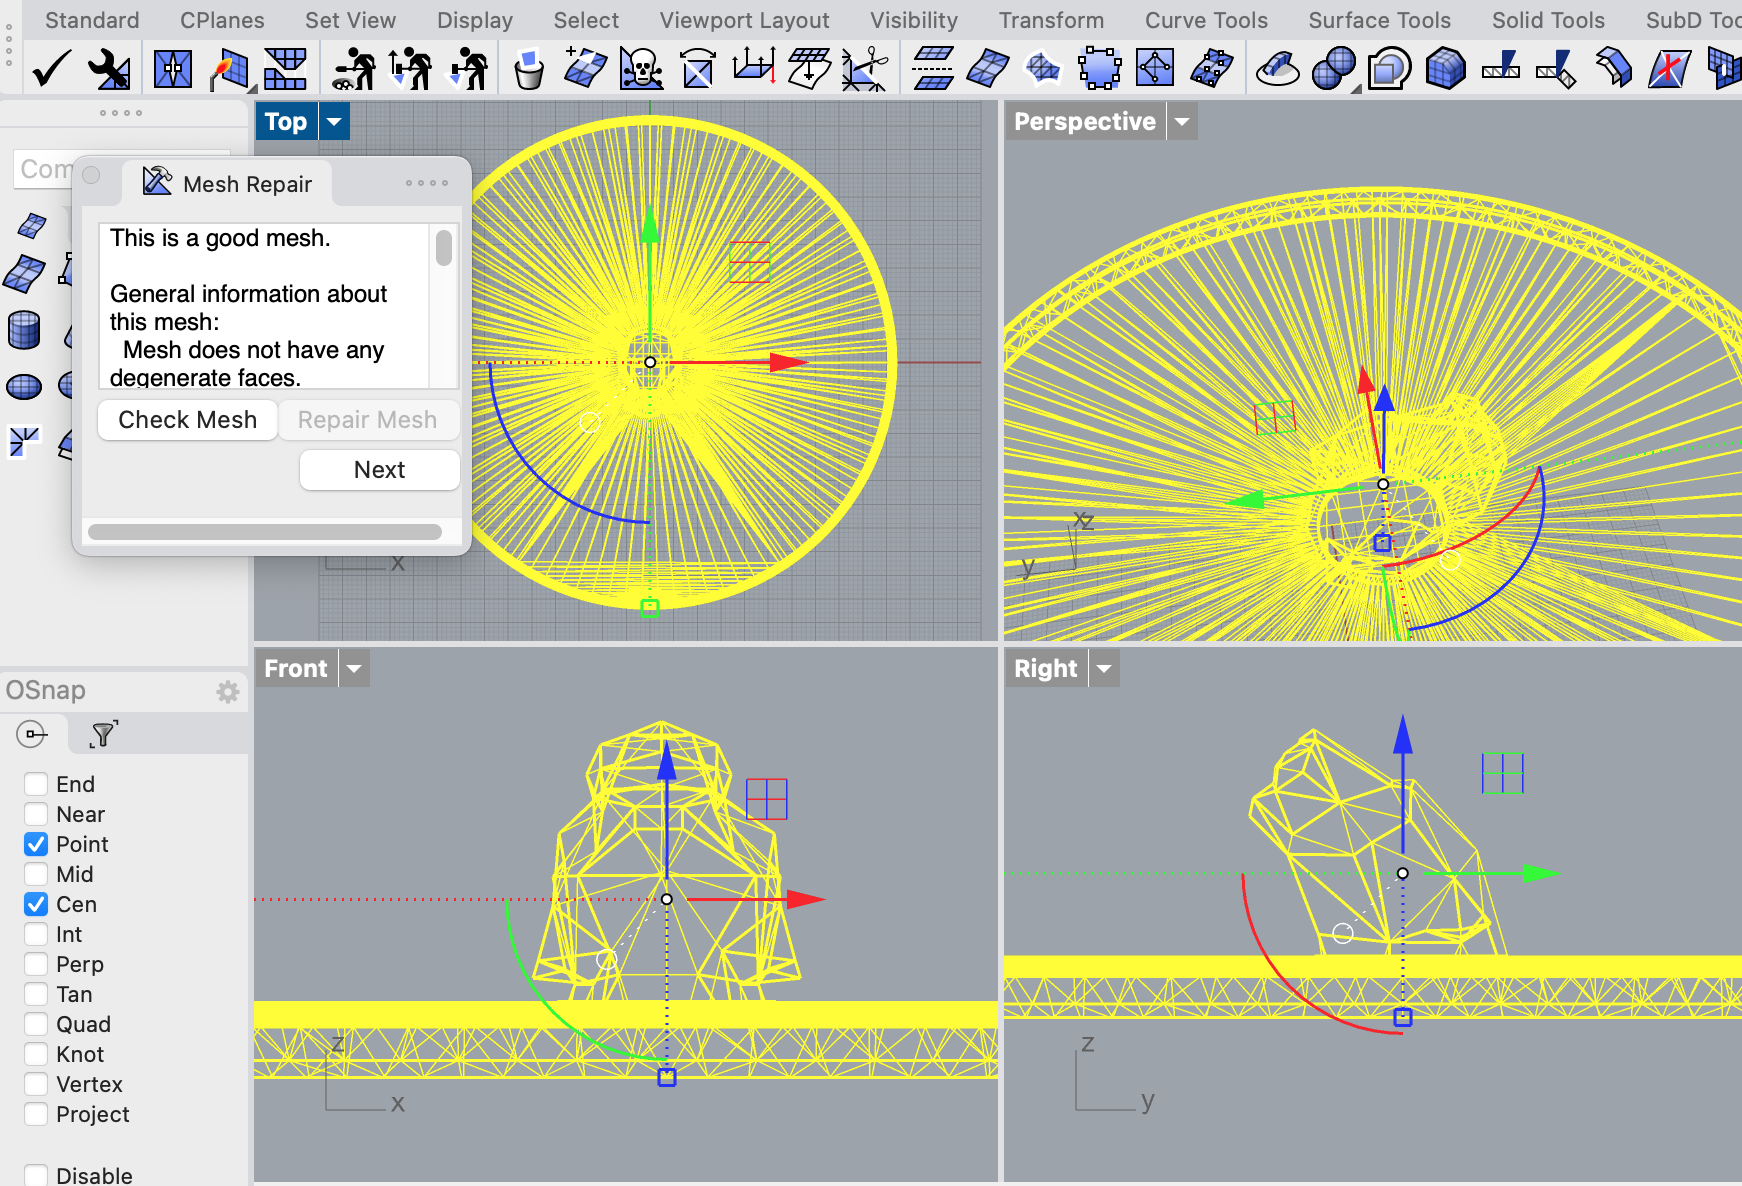 Standard CPlanes Set View Display Select Viewport Layout Visibility Transform Curve Tools Surface Tools Solid Tools SubD Too
Top
Perspective
Com
Mesh Repair
This is a good mesh.
General information about
this mesh:
Mesh does not have any
degenerate faces.
Check Mesh
Repair Mesh
Next
x
x
z
y
Front
Right
OSnap
End
Near
Point
Mid
Cen
Int
Perp
Tan
Quad
Knot
Vertex
Project
Disable
z
x
z
y